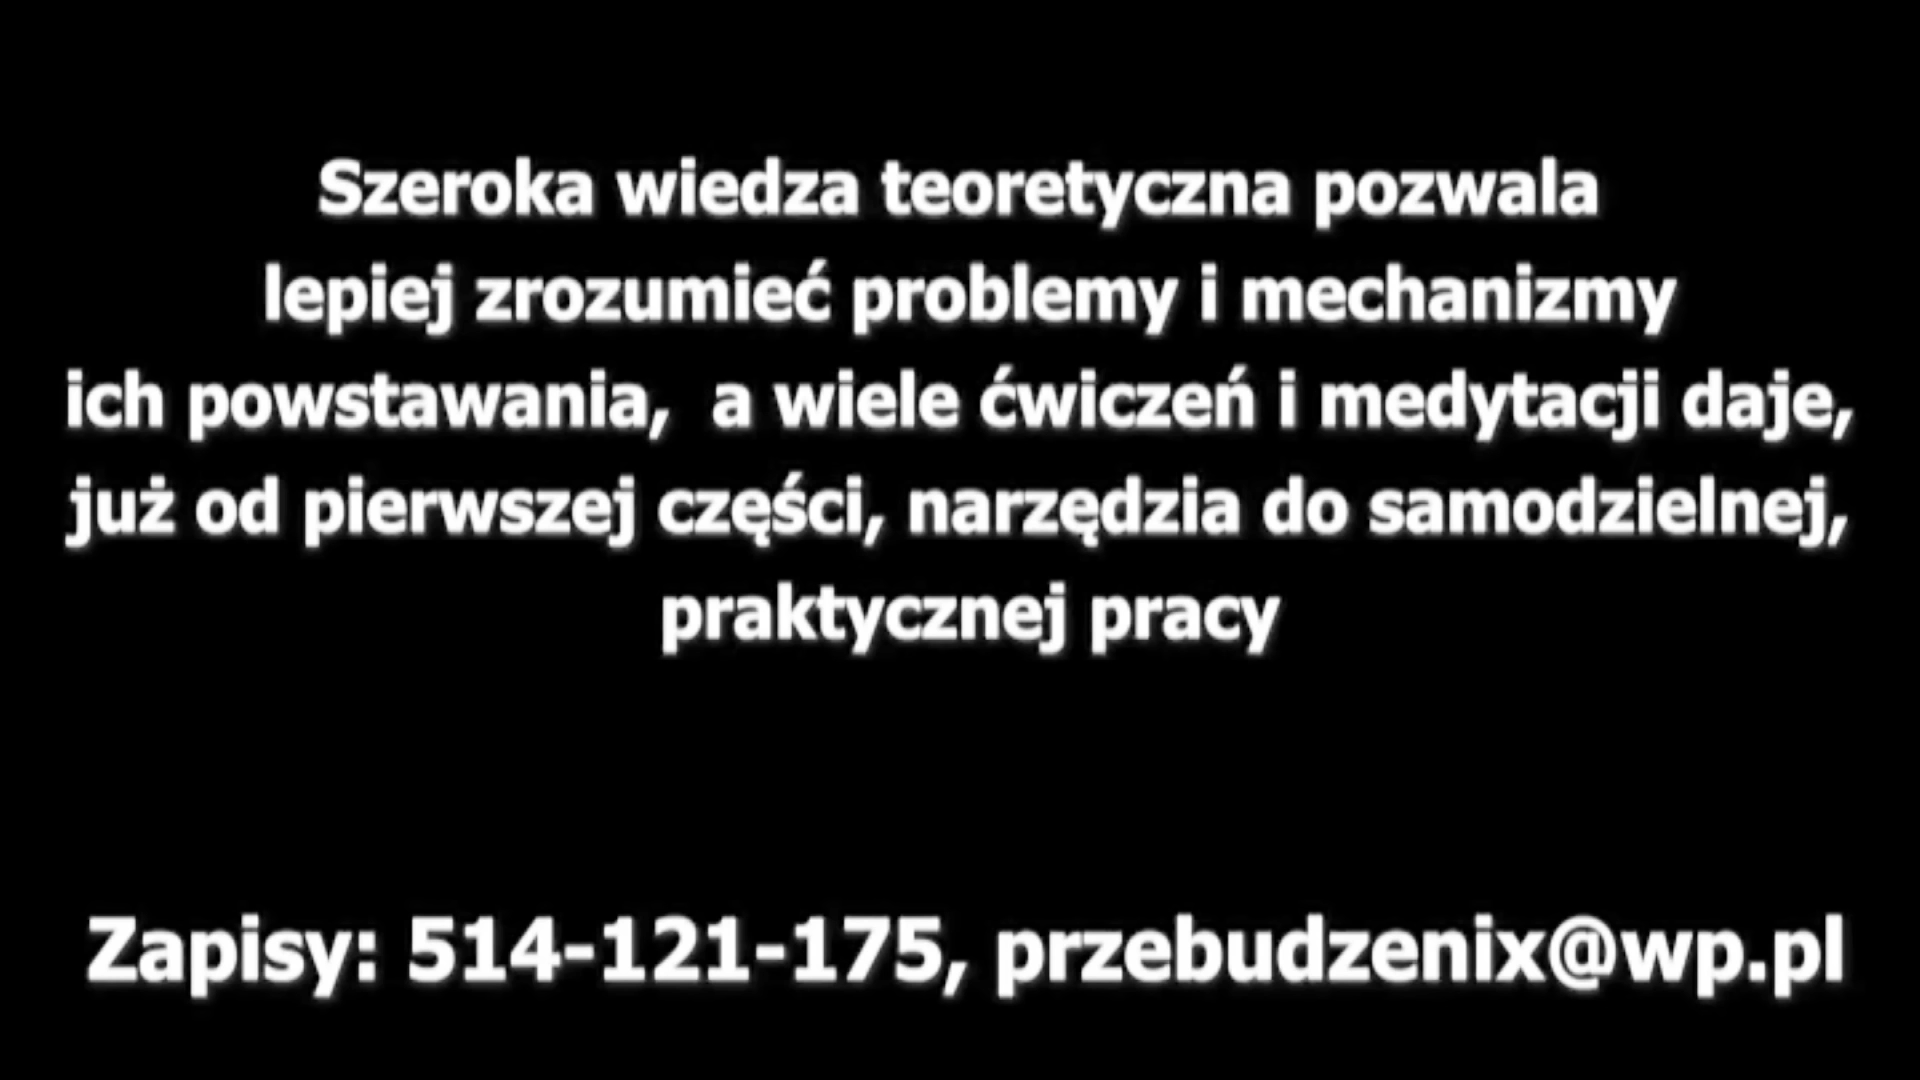 Szeroka wiedza teoretyczna pozwala
lepiej zrozumieć problemy i mechanizmy
ich powstawania, a wiele ćwiczeń i medytacji daje,
już od pierwszej części, narzędzia do samodzielnej,
praktycznej pracy
Zapisy: 514-121-175, przebudzenix@wp.pl